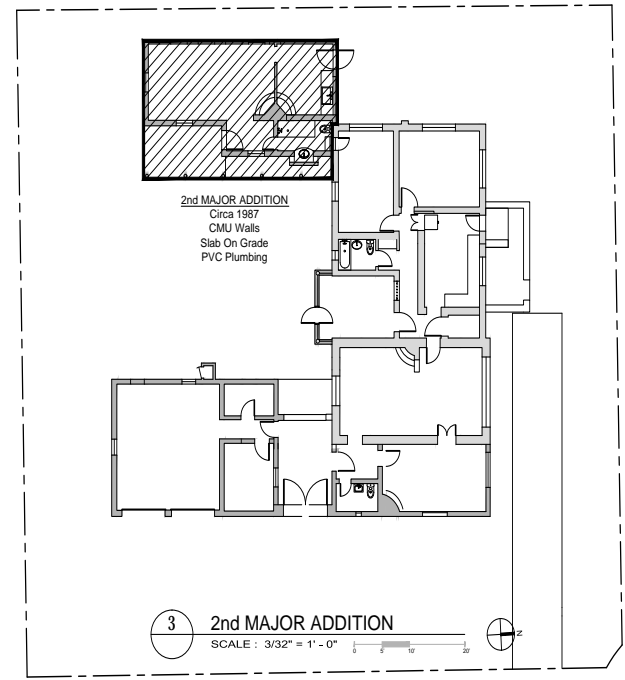 2nd MAJOR ADDITION
Circa 1987
CMU Walls
Slab On Grade
PVC Plumbing
3
2nd MAJOR ADDITION
SCALE : 3/32" = 1' - 0"
0 5' 10' 20'
N